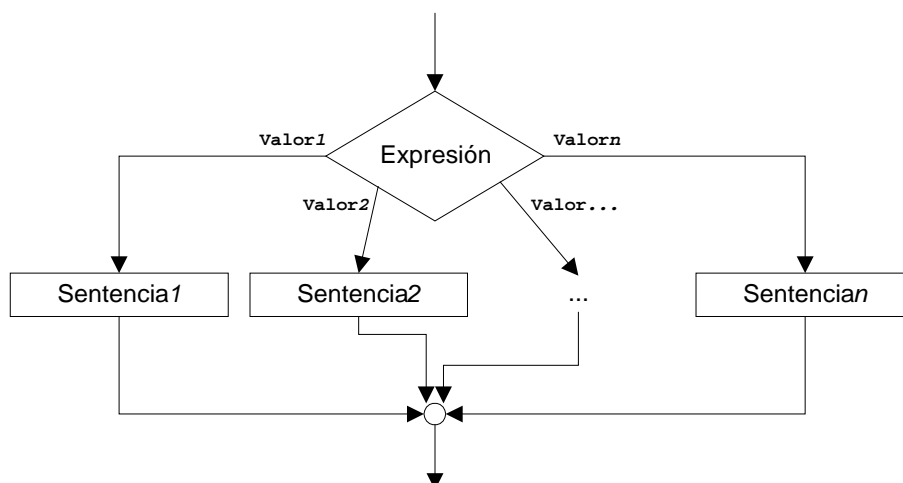 Valor1
Expresión
Valorn
Valor2
Valor...
Sentencia1
Sentencia2
...
Sentencian